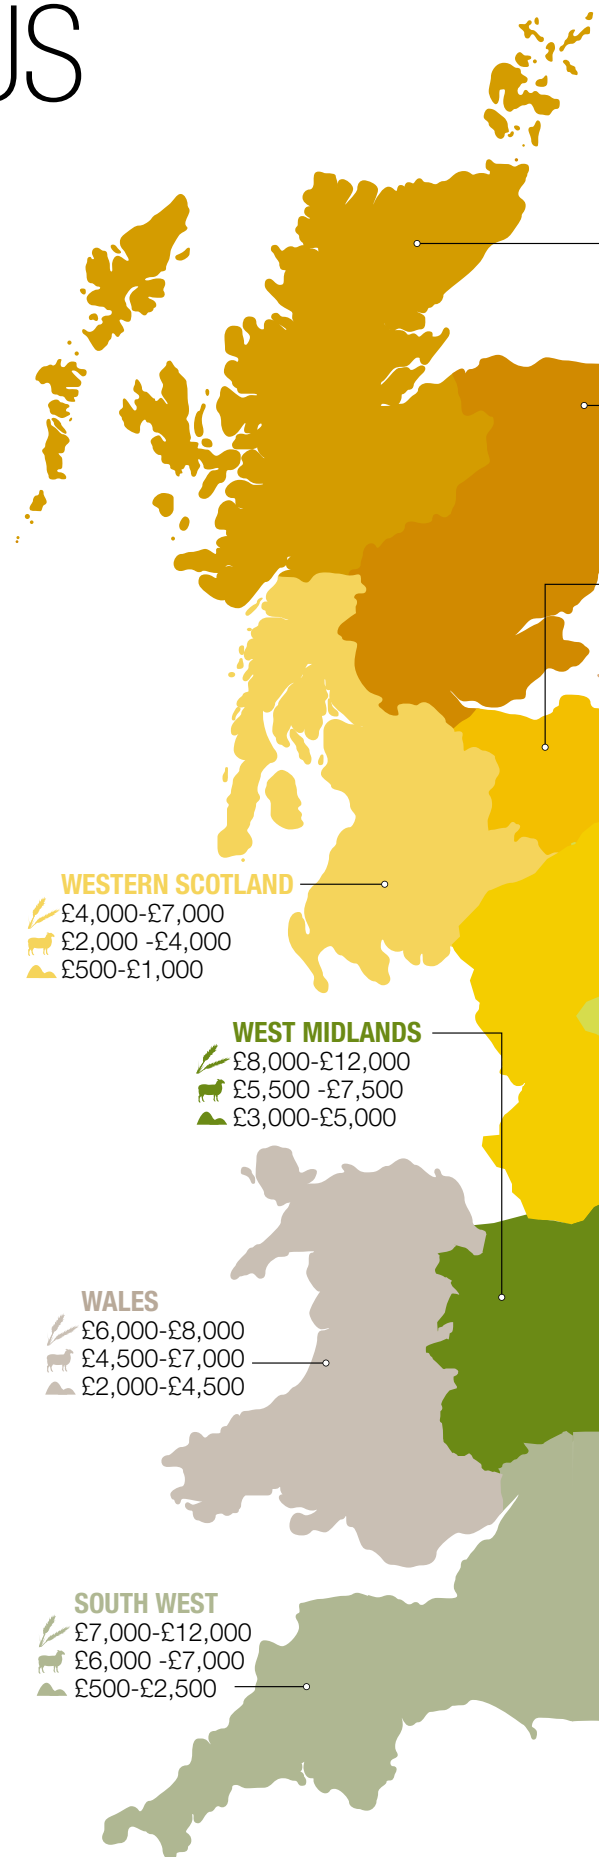 US
WESTERN SCOTLAND
£4,000-£7,000
£2,000 -£4,000
£500-£1,000
WEST MIDLANDS
£8,000-£12,000
£5,500 -£7,500
£3,000-£5,000
WALES
£6,000-£8,000
£4,500-£7,000
£2,000-£4,500
SOUTH WEST
£7,000-£12,000
£6,000 -£7,000
£500-£2,500